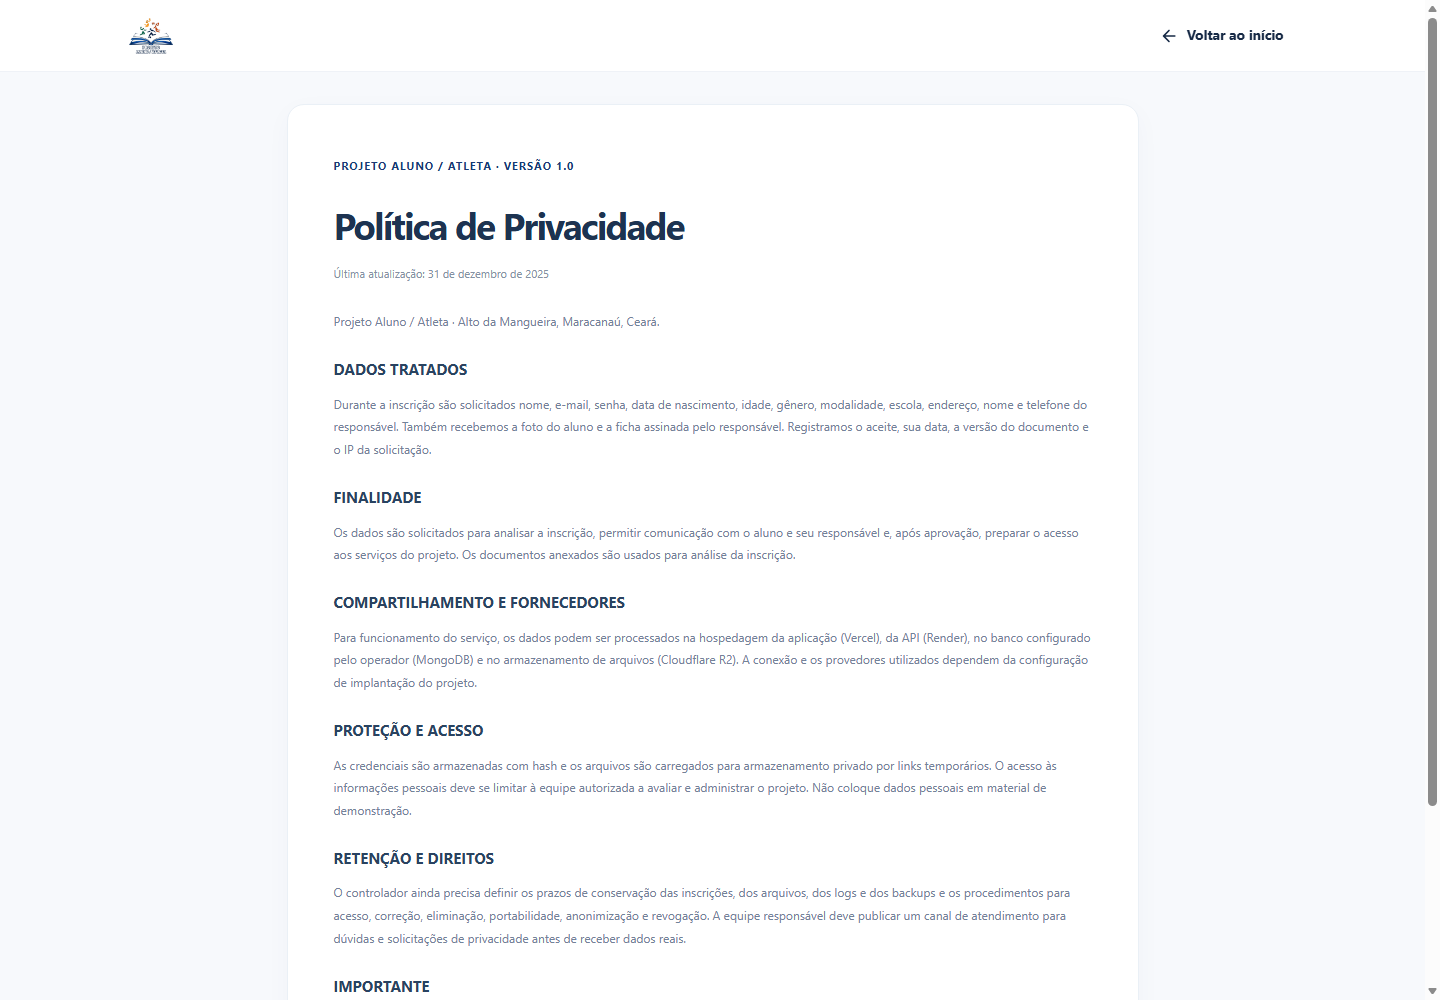 Voltar ao início
PROJETO ALUNO / ATLETA · VERSÃO 1.0
Política de Privacidade
Última atualização: 31 de dezembro de 2025
Projeto Aluno / Atleta · Alto da Mangueira, Maracanaú, Ceará.
DADOS TRATADOS
Durante a inscrição são solicitados nome, e-mail, senha, data de nascimento, idade, gênero, modalidade, escola, endereço, nome e telefone do
responsável. Também recebemos a foto do aluno e a ficha assinada pelo responsável. Registramos o aceite, sua data, a versão do documento e
o IP da solicitação.
FINALIDADE
Os dados são solicitados para analisar a inscrição, permitir comunicação com o aluno e seu responsável e, após aprovação, preparar o acesso
aos serviços do projeto. Os documentos anexados são usados para análise da inscrição.
COMPARTILHAMENTO E FORNECEDORES
Para funcionamento do serviço, os dados podem ser processados na hospedagem da aplicação (Vercel), da API (Render), no banco configurado
pelo operador (MongoDB) e no armazenamento de arquivos (Cloudflare R2). A conexão e os provedores utilizados dependem da configuração
de implantação do projeto.
PROTEÇÃO E ACESSO
As credenciais são armazenadas com hash e os arquivos são carregados para armazenamento privado por links temporários. O acesso às
informações pessoais deve se limitar à equipe autorizada a avaliar e administrar o projeto. Não coloque dados pessoais em material de
demonstração.
RETENÇÃO E DIREITOS
O controlador ainda precisa definir os prazos de conservação das inscrições, dos arquivos, dos logs e dos backups e os procedimentos para
acesso, correção, eliminação, portabilidade, anonimização e revogação. A equipe responsável deve publicar um canal de atendimento para
dúvidas e solicitações de privacidade antes de receber dados reais.
IMPORTANTE